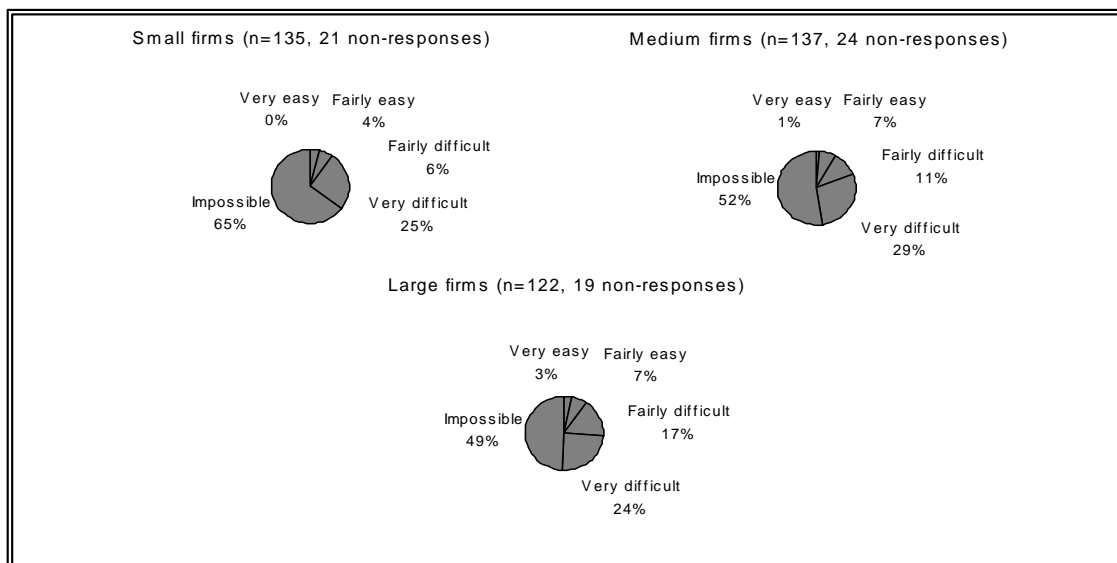 Small firms (n=135, 21 non-responses)
Very easy
0%
Fairly easy
4%
Fairly difficult
6%
Very difficult
25%
Impossible
65%
Medium firms (n=137, 24 non-responses)
Very easy
1%
Fairly easy
7%
Fairly difficult
11%
Very difficult
29%
Impossible
52%
Large firms (n=122, 19 non-responses)
Very easy
3%
Fairly easy
7%
Fairly difficult
17%
Very difficult
24%
Impossible
49%